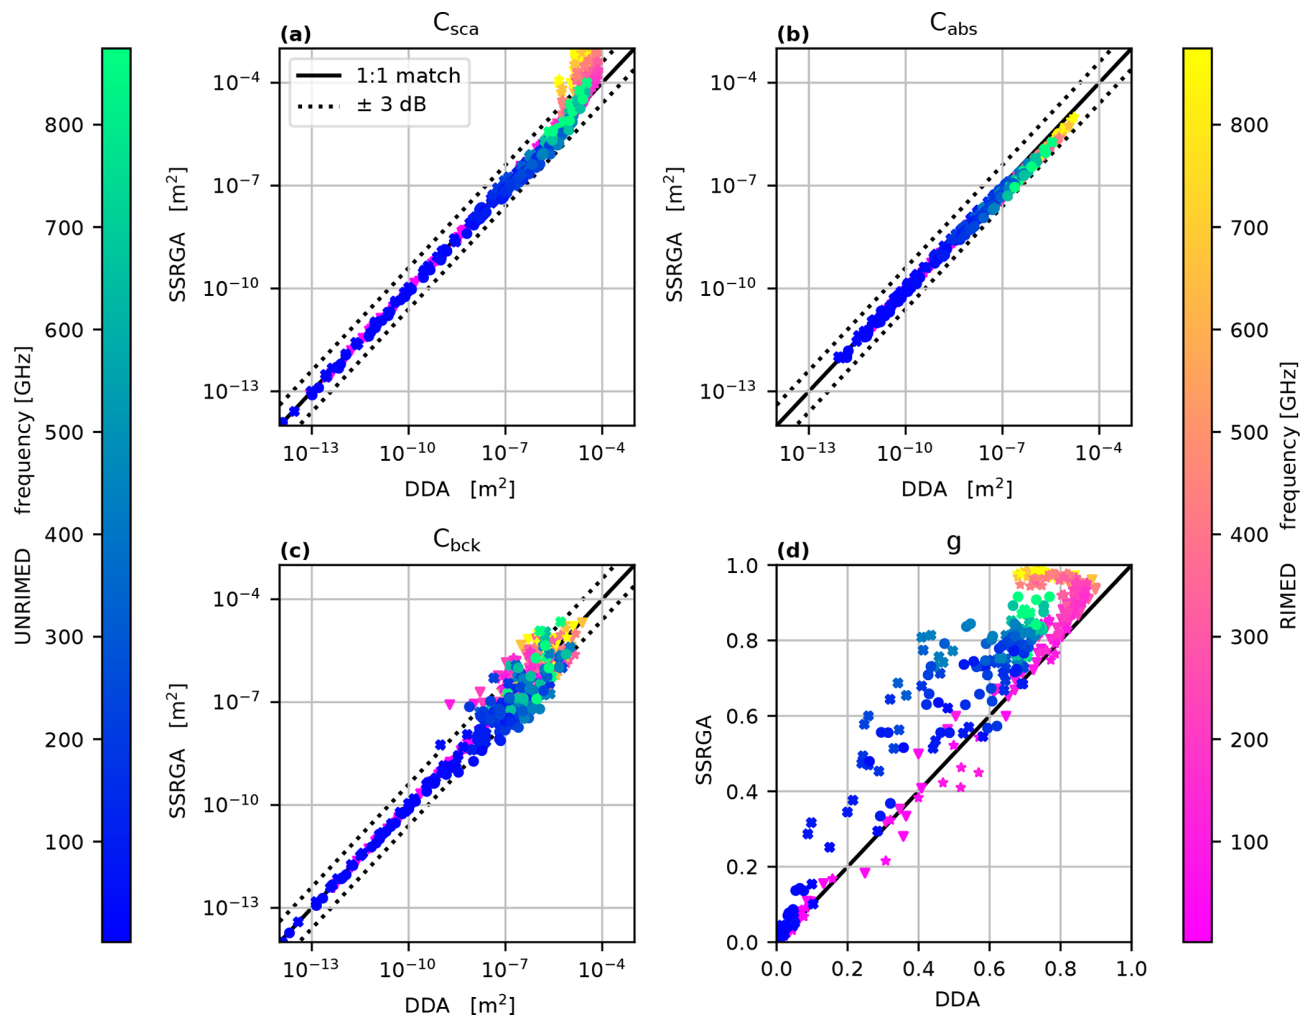 (a) C_sca
(b) C_abs
1:1 match
± 3 dB
10⁻⁴
10⁻⁷
10⁻¹⁰
10⁻¹³
SSRGA [m²]
10⁻¹³ 10⁻¹⁰ 10⁻⁷ 10⁻⁴
DDA [m²]
10⁻⁴
10⁻⁷
10⁻¹⁰
10⁻¹³
SSRGA [m²]
10⁻¹³ 10⁻¹⁰ 10⁻⁷ 10⁻⁴
DDA [m²]
(c) C_bck
(d) g
10⁻⁴
10⁻⁷
10⁻¹⁰
10⁻¹³
SSRGA [m²]
10⁻¹³ 10⁻¹⁰ 10⁻⁷ 10⁻⁴
DDA [m²]
1.0
0.8
0.6
0.4
0.2
0.0
SSRGA
0.0 0.2 0.4 0.6 0.8 1.0
DDA
800
700
600
500
400
300
200
100
UNRIMED frequency [GHz]
800
700
600
500
400
300
200
100
RIMED frequency [GHz]